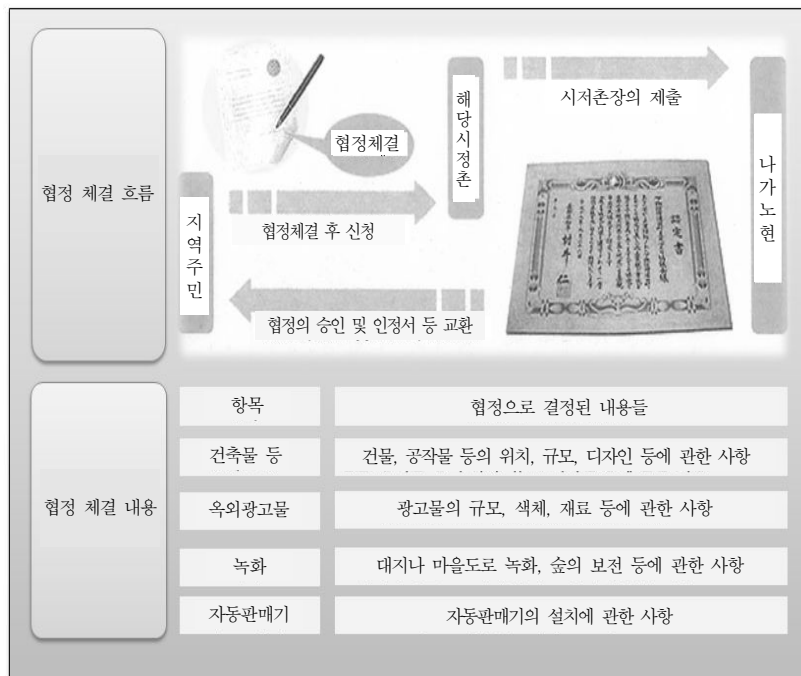 협정 체결 흐름
협정체결
해당시정촌
시저촌장의 제출
나가노현
지역주민
협정체결 후 신청
협정의 승인 및 인정서 등 교환
認定書
협정 체결 내용
항목
협정으로 결정된 내용들
건축물 등
건물, 공작물 등의 위치, 규모, 디자인 등에 관한 사항
옥외광고물
광고물의 규모, 색체, 재료 등에 관한 사항
녹화
대지나 마을도로 녹화, 숲의 보전 등에 관한 사항
자동판매기
자동판매기의 설치에 관한 사항